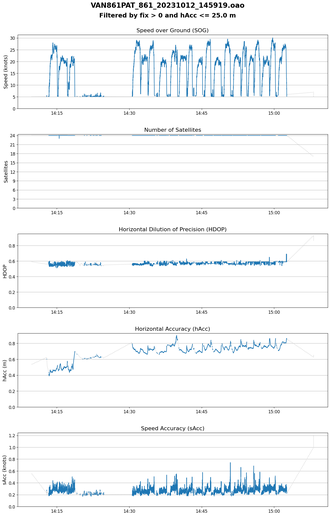 VAN861PAT_861_20231012_145919.oao
Filtered by fix > 0 and hAcc <= 25.0 m
Speed over Ground (SOG)
Speed (knots)
30
25
20
15
10
5
0
14:15 14:30 14:45 15:00
Number of Satellites
Satellites
24
21
18
15
12
9
6
3
0
14:15 14:30 14:45 15:00
Horizontal Dilution of Precision (HDOP)
HDOP
0.8
0.6
0.4
0.2
0.0
14:15 14:30 14:45 15:00
Horizontal Accuracy (hAcc)
hAcc (m)
0.8
0.6
0.4
0.2
0.0
14:15 14:30 14:45 15:00
Speed Accuracy (sAcc)
sAcc (knots)
1.2
1.0
0.8
0.6
0.4
0.2
0.0
14:15 14:30 14:45 15:00